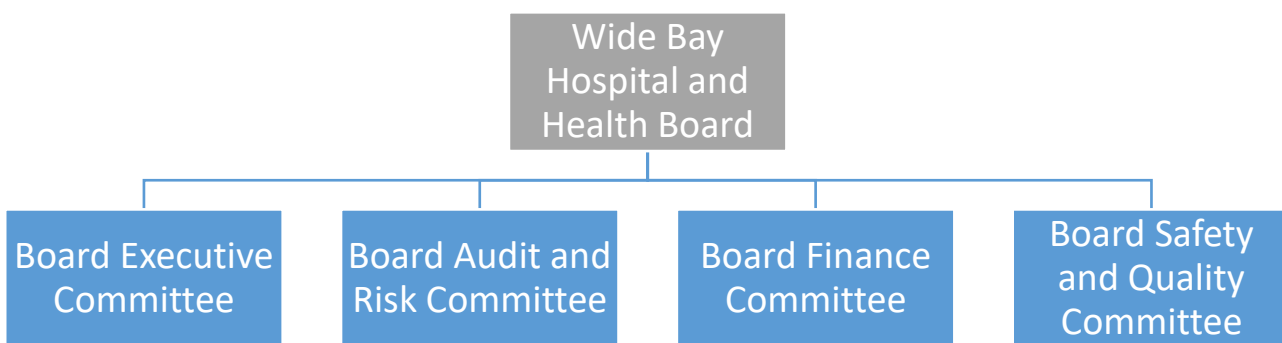 Wide Bay
Hospital and
Health Board
Board Executive
Committee
Board Audit and
Risk Committee
Board Finance
Committee
Board Safety
and Quality
Committee